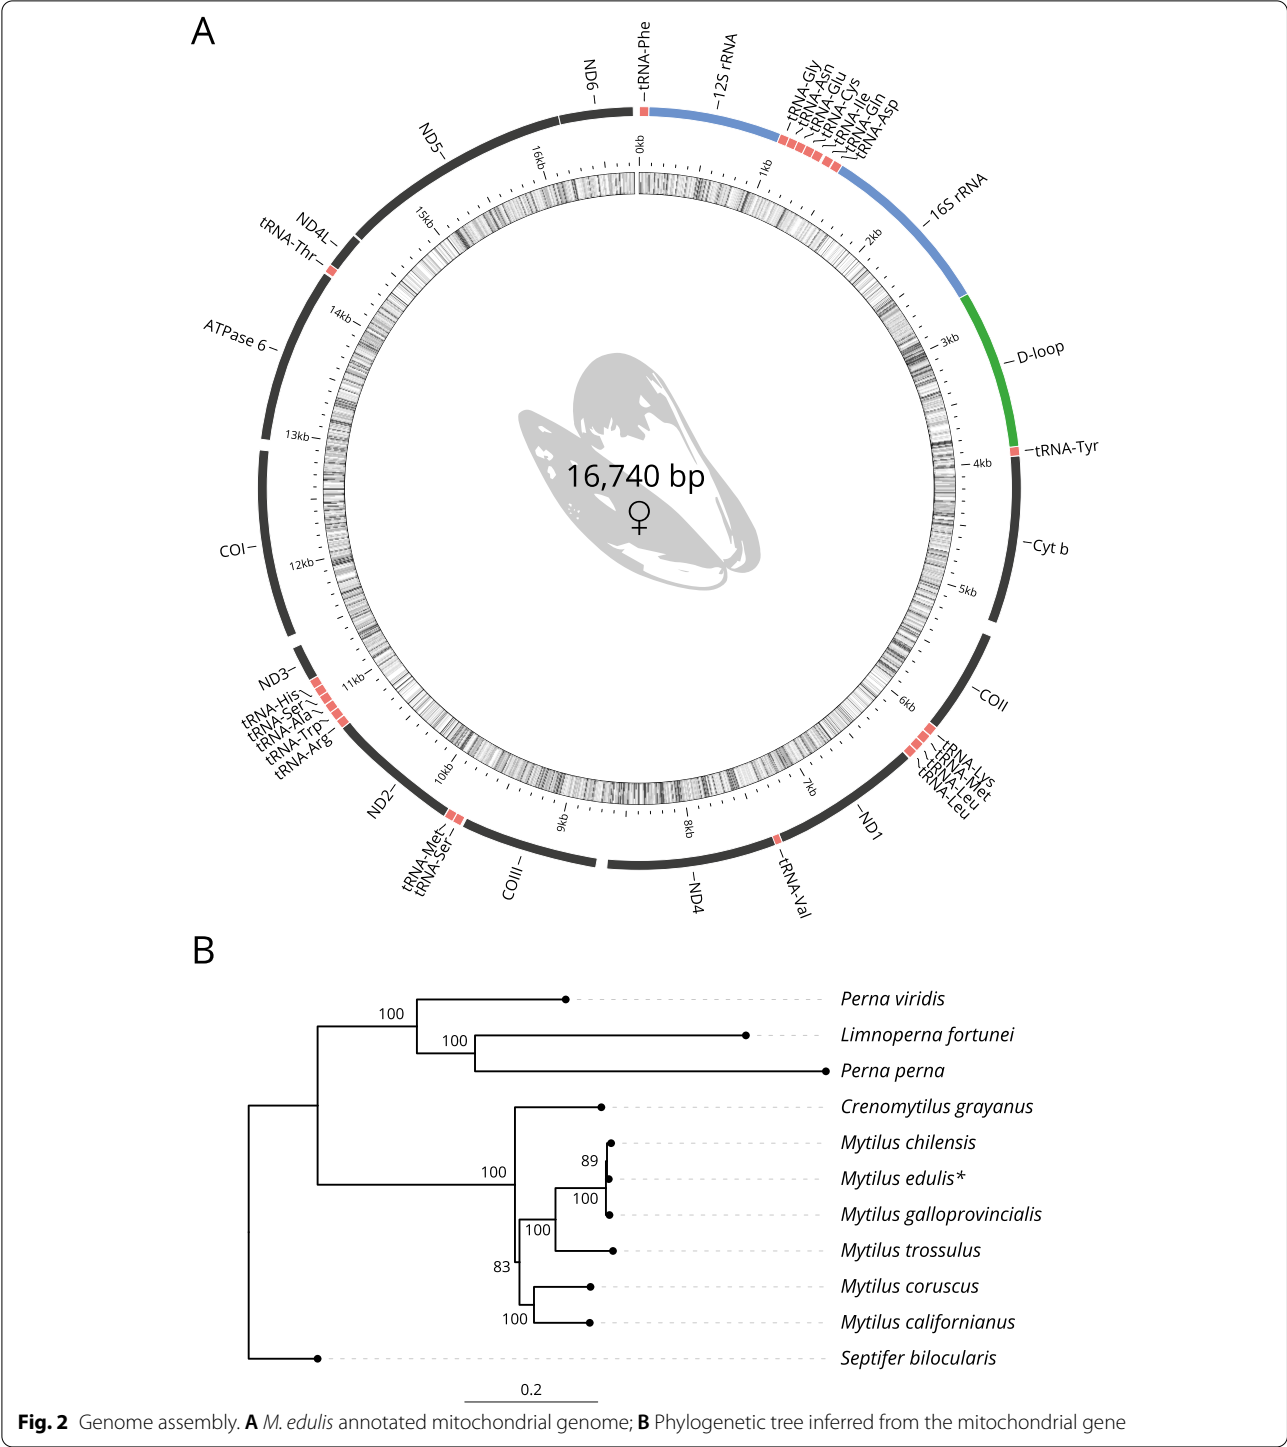 A
tRNA-Phe
12S rRNA
tRNA-Gly
tRNA-Asn
tRNA-Glu
tRNA-Cys
tRNA-Ile
tRNA-Gln
tRNA-Asp
16S rRNA
D-loop
tRNA-Tyr
Cyt b
COII
tRNA-Lys
tRNA-Met
tRNA-Leu
tRNA-Leu
ND1
tRNA-Val
ND4
COIII
tRNA-Ser
tRNA-Met
ND2
tRNA-Arg
tRNA-Trp
tRNA-Ala
tRNA-Ser
tRNA-His
ND3
COI
ATPase 6
tRNA-Thr
ND4L
ND5
ND6
0kb
1kb
2kb
3kb
4kb
5kb
6kb
7kb
8kb
9kb
10kb
11kb
12kb
13kb
14kb
15kb
16kb
16,740 bp
♀
B
Perna viridis
100
Limnoperna fortunei
100
Perna perna
Crenomytilus grayanus
Mytilus chilensis
89
100
Mytilus edulis*
100
Mytilus galloprovincialis
100
Mytilus trossulus
83
Mytilus coruscus
100
Mytilus californianus
Septifer bilocularis
0.2
Fig. 2 Genome assembly. A M. edulis annotated mitochondrial genome; B Phylogenetic tree inferred from the mitochondrial gene